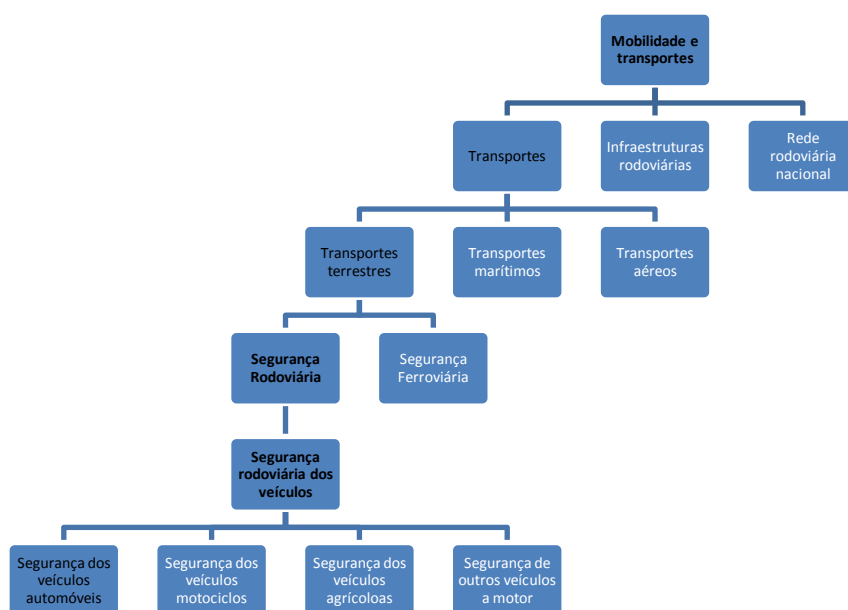 Mobilidade e
transportes
Transportes
Infraestruturas
rodoviárias
Rede
rodoviária
nacional
Transportes
terrestres
Transportes
marítimos
Transportes
aéreos
Segurança
Rodoviária
Segurança
Ferroviária
Segurança
rodoviária dos
veículos
Segurança dos
veículos
automóveis
Segurança dos
veículos
motociclos
Segurança dos
veículos
agrícoloas
Segurança de
outros veículos
a motor